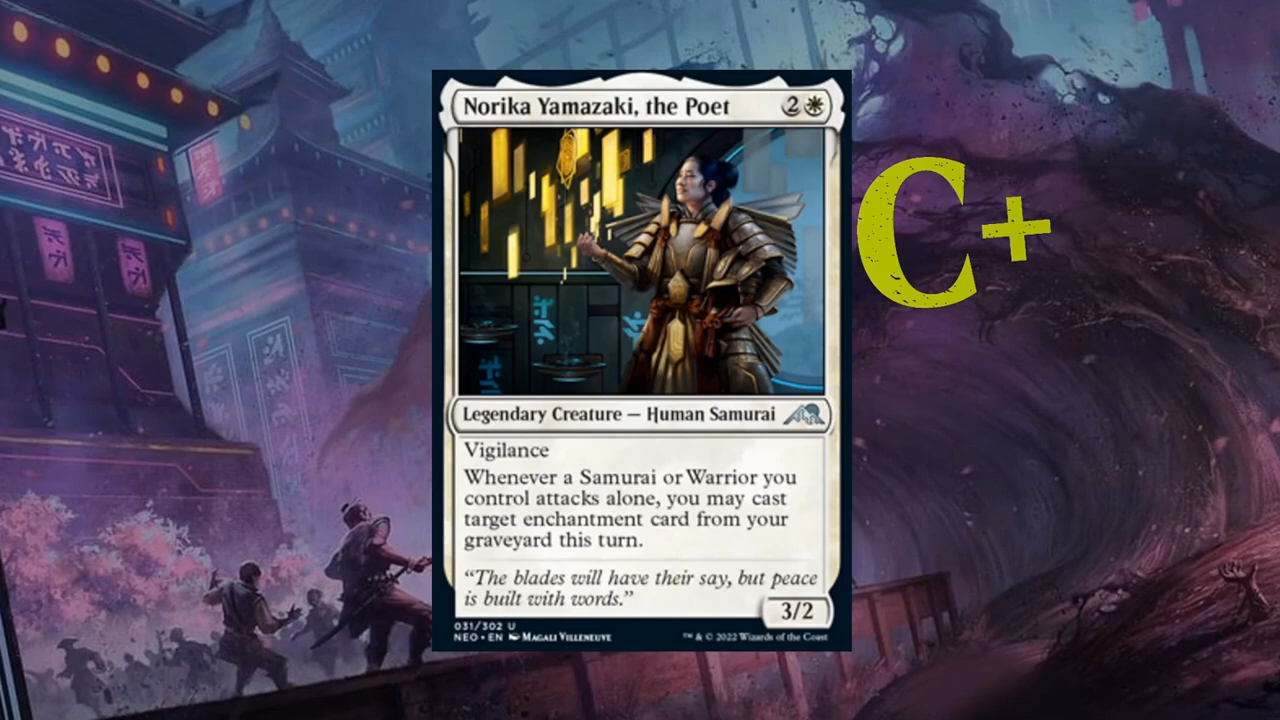 Norika Yamazaki, the Poet 2
C+
Legendary Creature — Human Samurai
Vigilance
Whenever a Samurai or Warrior you
control attacks alone, you may cast
target enchantment card from your
graveyard this turn.
“The blades will have their say, but peace
is built with words.”
3/2
031/302 U
NEO • EN Magali Villeneuve
™ & © 2022 Wizards of the Coast